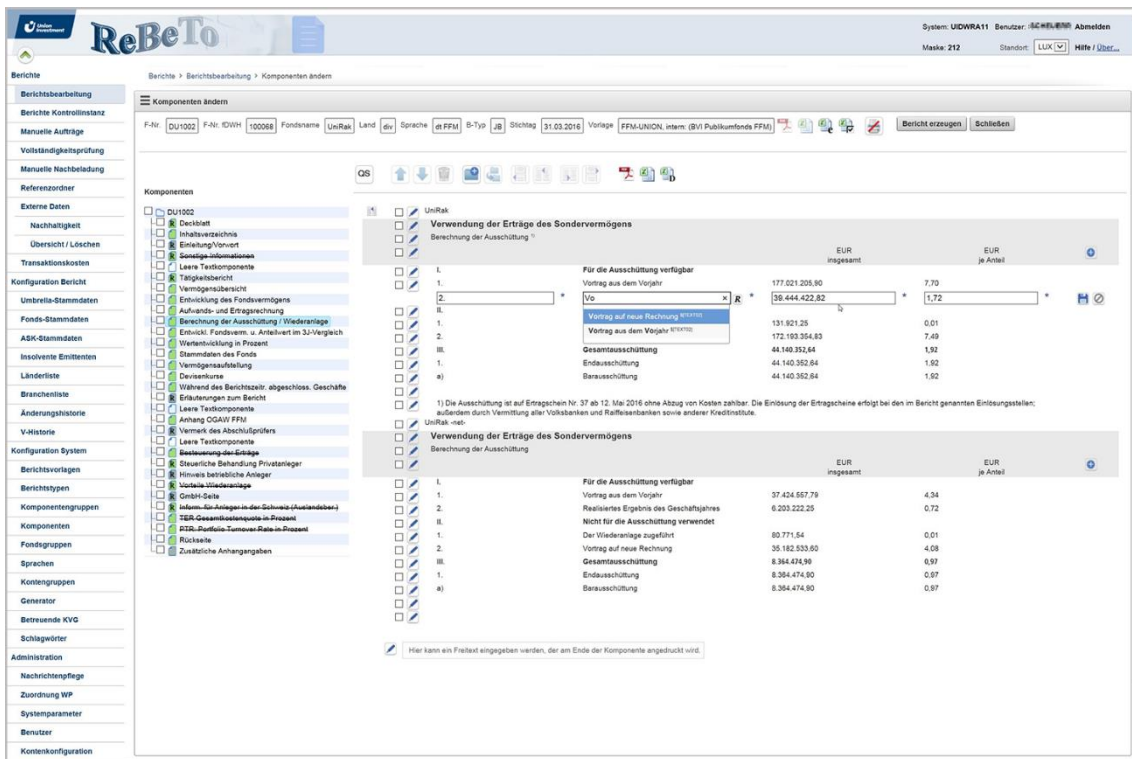 Union Investment
ReBeTo
System: UIDWRA11 Benutzer: Abmelden
Maske: 212 Standort: LUX Hilfe / Über...
Berichte
Berichtsbearbeitung
Berichte Kontrollinstanz
Manuelle Aufträge
Vollständigkeitsprüfung
Manuelle Nachbeladung
Referenzordner
Externe Daten
Nachhaltigkeit
Übersicht / Löschen
Transaktionskosten
Konfiguration Bericht
Umbrella-Stammdaten
Fonds-Stammdaten
ASK-Stammdaten
Insolvente Emittenten
Länderliste
Branchenliste
Änderungshistorie
V-Historie
Konfiguration System
Berichtsvorlagen
Berichtstypen
Komponentengruppen
Komponenten
Fondsgruppen
Sprachen
Kontengruppen
Generator
Betreuende KVG
Schlagwörter
Administration
Nachrichtenpflege
Zuordnung WP
Systemparameter
Benutzer
Kontenkonfiguration
Berichte > Berichtsbearbeitung > Komponenten ändern
Komponenten ändern
F-Nr. DU1002 F-Nr. fDWH 100068 Fondsname UniRak Land div Sprache dt FFM B-Typ JB Stichtag 31.03.2016 Vorlage FFM-UNION, intern: (BVI Publikumfonds FFM) Bericht erzeugen Schließen
QS
Komponenten
DU1002
Deckblatt
Inhaltsverzeichnis
Einleitung/Vorwort
Sonstige Informationen
Leere Textkomponente
Tätigkeitsbericht
Vermögensübersicht
Entwicklung des Fondsvermögens
Aufwands- und Ertragsrechnung
Berechnung der Ausschüttung / Wiederanlage
Entwickl. Fondsverm. u. Anteilwert im 3J-Vergleich
Wertentwicklung in Prozent
Stammdaten des Fonds
Vermögensaufstellung
Devisenkurse
Während des Berichtszeitr. abgeschloss. Geschäfte
Erläuterungen zum Bericht
Leere Textkomponente
Anhang OGAW FFM
Vermerk des Abschlußprüfers
Leere Textkomponente
Besteuerung der Erträge
Steuerliche Behandlung Privatanleger
Hinweis betriebliche Anleger
Vorteile Wiederanlage
GmbH-Seite
Inform. für Anleger in der Schweiz (Auslandsber.)
TER Gesamtkostenquote in Prozent
PTR: Portfolio Turnover Rate in Prozent
Rückseite
Zusätzliche Anhangangaben
UniRak
Verwendung der Erträge des Sondervermögens
Berechnung der Ausschüttung 1)
EUR EUR
insgesamt je Anteil
I. Für die Ausschüttung verfügbar
1. Vortrag aus dem Vorjahr 177.021.205,90 7,70
2. * Vo × R * 39.444.422,82 * 1,72 *
II. Vortrag auf neue Rechnung
1. 131.921,25 0,01
Vortrag aus dem Vorjahr
2. 172.193.354,83 7,49
III. Gesamtausschüttung 44.140.352,64 1,92
1. Endausschüttung 44.140.352,64 1,92
a) Barausschüttung 44.140.352,64 1,92
1) Die Ausschüttung ist auf Ertragschein Nr. 37 ab 12. Mai 2016 ohne Abzug von Kosten zahlbar. Die Einlösung der Ertragscheine erfolgt bei den im Bericht genannten Einlösungsstellen;
außerdem durch Vermittlung aller Volksbanken und Raiffeisenbanken sowie anderer Kreditinstitute.
UniRak -net-
Verwendung der Erträge des Sondervermögens
Berechnung der Ausschüttung
EUR EUR
insgesamt je Anteil
I. Für die Ausschüttung verfügbar
1. Vortrag aus dem Vorjahr 37.424.557,79 4,34
2. Realisiertes Ergebnis des Geschäftsjahres 6.203.222,25 0,72
II. Nicht für die Ausschüttung verwendet
1. Der Wiederanlage zugeführt 80.771,54 0,01
2. Vortrag auf neue Rechnung 35.182.533,60 4,08
III. Gesamtausschüttung 8.364.474,90 0,97
1. Endausschüttung 8.364.474,90 0,97
a) Barausschüttung 8.364.474,90 0,97
Hier kann ein Freitext eingegeben werden, der am Ende der Komponente angedruckt wird.